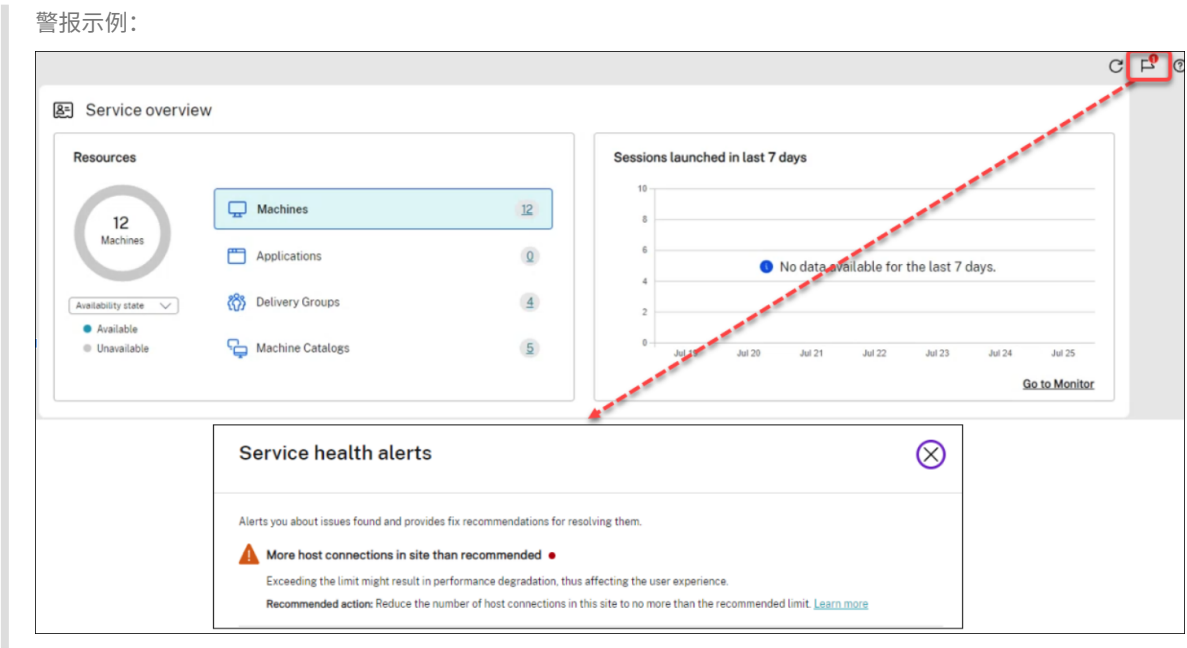 警报示例：
Service overview
Resources
12
Machines
Availability state
Available
Unavailable
Machines 12
Applications 0
Delivery Groups 4
Machine Catalogs 5
Sessions launched in last 7 days
10
8
6
4
2
0
No data available for the last 7 days.
Jul 19 Jul 20 Jul 21 Jul 22 Jul 23 Jul 24 Jul 25
Go to Monitor
Service health alerts
Alerts you about issues found and provides fix recommendations for resolving them.
More host connections in site than recommended
Exceeding the limit might result in performance degradation, thus affecting the user experience.
Recommended action: Reduce the number of host connections in this site to no more than the recommended limit. Learn more